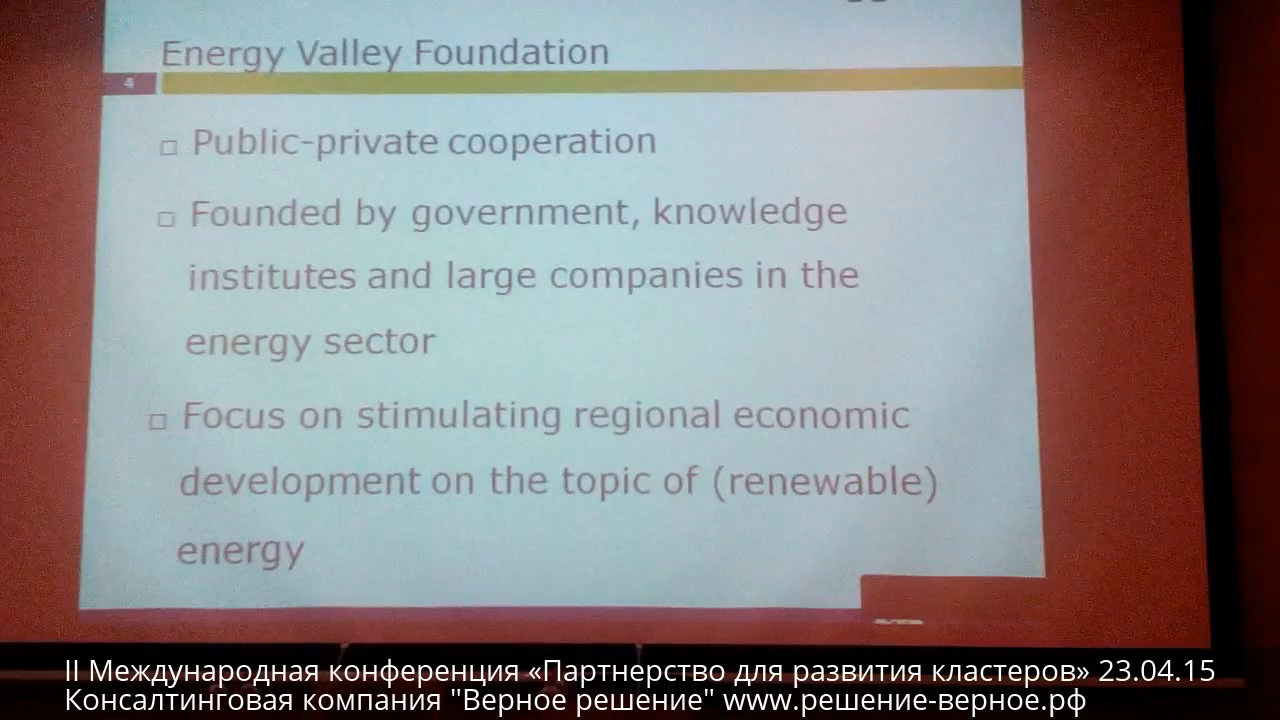 Energy Valley Foundation
4
□ Public-private cooperation
□ Founded by government, knowledge
institutes and large companies in the
energy sector
□ Focus on stimulating regional economic
development on the topic of (renewable)
energy
II Международная конференция «Партнерство для развития кластеров» 23.04.15
Консалтинговая компания "Верное решение" www.решение-верное.рф